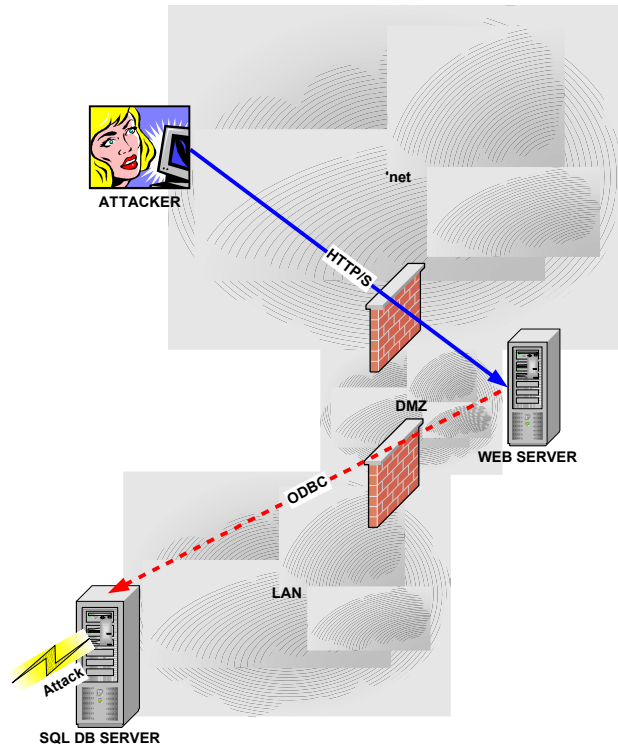 'net
ATTACKER
HTTP/S
DMZ
WEB SERVER
ODBC
LAN
Attack
SQL DB SERVER